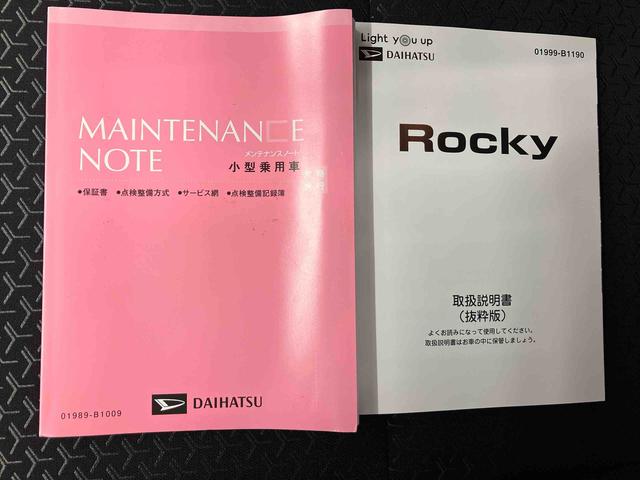 MAINTENANCE
NOTE
メンテナンスノート
小型乗用車
●保証書 ●点検整備方式 ●サービス網 ●点検整備記録簿
01989-B1009
DAIHATSU
Light you up
DAIHATSU
01999-B1190
Rocky
取扱説明書
（抜粋版）
よくお読みになって使用してください。
取扱説明書はお車の中に保管しましょう。